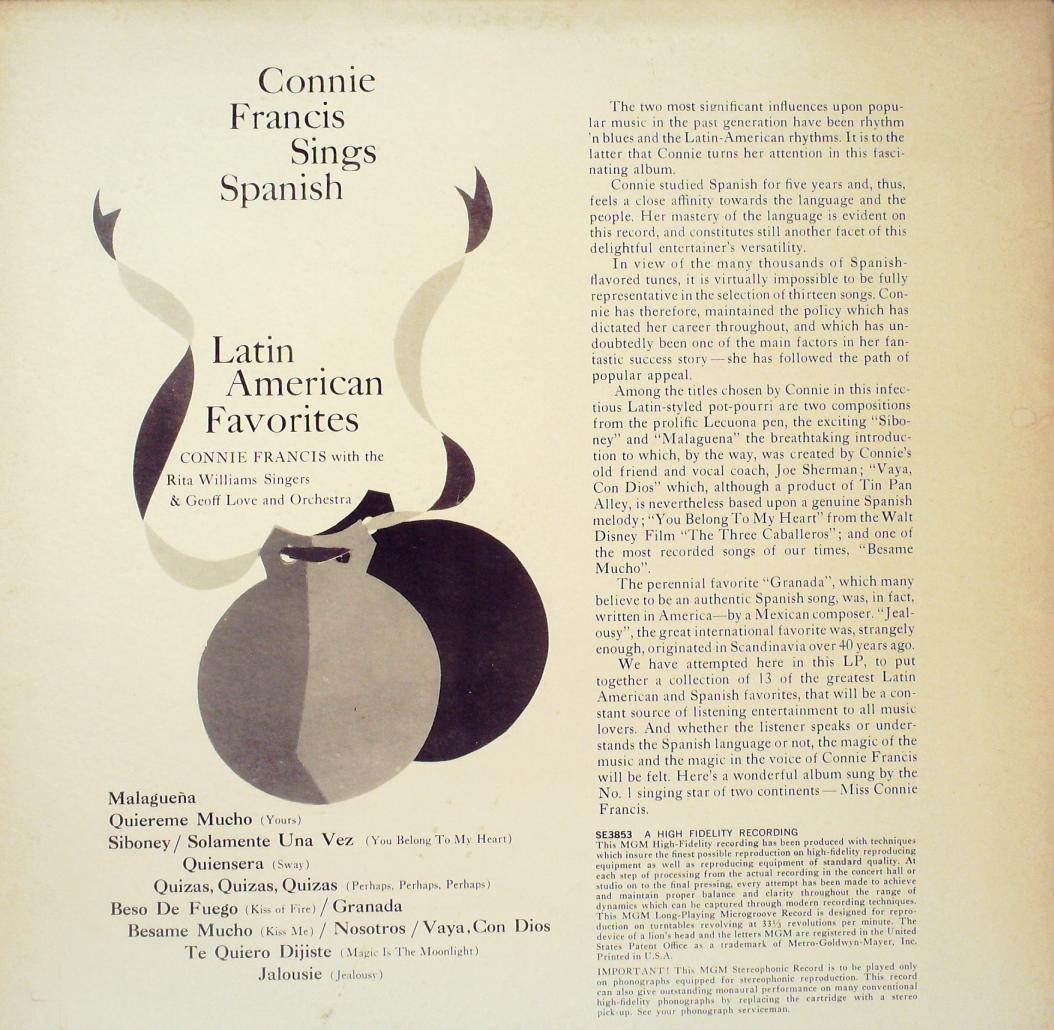 Connie
Francis
Sings
Spanish
Latin
American
Favorites
CONNIE FRANCIS with the
Rita Williams Singers
& Geoff Love and Orchestra
Malagueña
Quiereme Mucho (Yours)
Siboney / Solamente Una Vez (You Belong To My Heart)
Quiensera (Sway)
Quizas, Quizas, Quizas (Perhaps, Perhaps, Perhaps)
Beso De Fuego (Kiss of Fire) / Granada
Besame Mucho (Kiss Me) / Nosotros / Vaya, Con Dios
Te Quiero Dijiste (Magic Is The Moonlight)
Jalousie (Jealousy)
The two most significant influences upon popu-
lar music in the past generation have been rhythm
'n blues and the Latin-American rhythms. It is to the
latter that Connie turns her attention in this fasci-
nating album.
Connie studied Spanish for five years and, thus,
feels a close affinity towards the language and the
people. Her mastery of the language is evident on
this record, and constitutes still another facet of this
delightful entertainer's versatility.
In view of the many thousands of Spanish-
flavored tunes, it is virtually impossible to be fully
representative in the selection of thirteen songs. Con-
nie has therefore, maintained the policy which has
dictated her career throughout, and which has un-
doubtedly been one of the main factors in her fan-
tastic success story — she has followed the path of
popular appeal.
Among the titles chosen by Connie in this infec-
tious Latin-styled pot-pourri are two compositions
from the prolific Lecuona pen, the exciting "Sibo-
ney" and "Malaguena" the breathtaking introduc-
tion to which, by the way, was created by Connie's
old friend and vocal coach, Joe Sherman; "Vaya,
Con Dios" which, although a product of Tin Pan
Alley, is nevertheless based upon a genuine Spanish
melody; "You Belong To My Heart" from the Walt
Disney Film "The Three Caballeros"; and one of
the most recorded songs of our times, "Besame
Mucho".
The perennial favorite "Granada", which many
believe to be an authentic Spanish song, was, in fact,
written in America—by a Mexican composer. "Jeal-
ousy", the great international favorite was, strangely
enough, originated in Scandinavia over 40 years ago.
We have attempted here in this LP, to put
together a collection of 13 of the greatest Latin
American and Spanish favorites, that will be a con-
stant source of listening entertainment to all music
lovers. And whether the listener speaks or under-
stands the Spanish language or not, the magic of the
music and the magic in the voice of Connie Francis
will be felt. Here's a wonderful album sung by the
No. 1 singing star of two continents — Miss Connie
Francis.
SE3853 A HIGH FIDELITY RECORDING
This MGM High-Fidelity recording has been produced with techniques
which insure the finest possible reproduction on high-fidelity reproducing
equipment as well as reproducing equipment of standard quality. At
each step of processing from the actual recording in the concert hall or
studio on to the final pressing, every attempt has been made to achieve
and maintain proper balance and clarity throughout the range of
dynamics which can be captured through modern recording techniques.
This MGM Long-Playing Microgroove Record is designed for repro-
duction on turntables revolving at 33⅓ revolutions per minute. The
device of a lion's head and the letters MGM are registered in the United
States Patent Office as a trademark of Metro-Goldwyn-Mayer, Inc.
Printed in U.S.A.
IMPORTANT! This MGM Stereophonic Record is to be played only
on phonographs equipped for stereophonic reproduction. This record
can also give outstanding monaural performance on many conventional
high-fidelity phonographs by replacing the cartridge with a stereo
pick-up. See your phonograph serviceman.